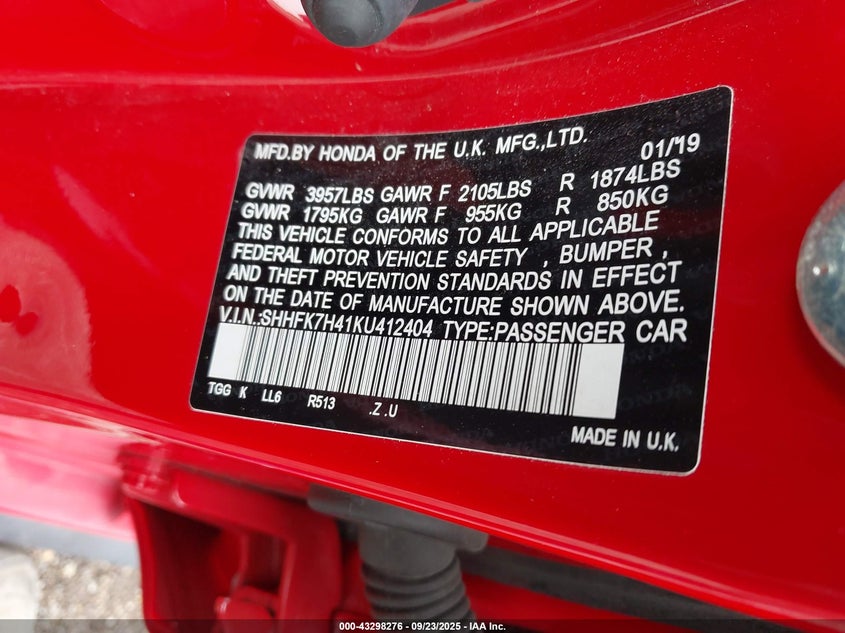 MFD.BY HONDA OF THE U.K. MFG.,LTD. 01/'19
GVWR 3957LBS GAWR F 2105LBS R 1874LBS
GVWR 1795KG GAWR F 955KG R 850KG
THIS VEHICLE CONFORMS TO ALL APPLICABLE
FEDERAL MOTOR VEHICLE SAFETY , BUMPER ,
AND THEFT PREVENTION STANDARDS IN EFFECT
ON THE DATE OF MANUFACTURE SHOWN ABOVE.
V.I.N.:SHHFK7H41KU412404 TYPE:PASSENGER CAR
TGG K LL6 R513 .Z.U
MADE IN U.K.
000-43298276 - 09/23/2025 - IAA Inc.